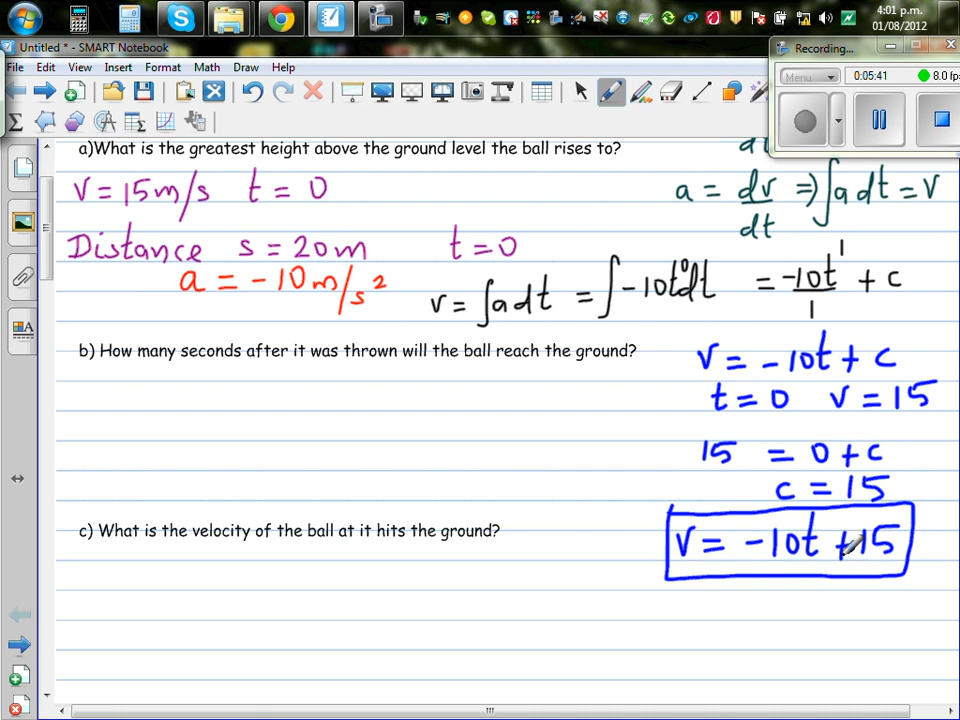 4:01 p.m.
01/08/2012
Untitled * - SMART Notebook
Recording...
File Edit View Insert Format Math Draw Help
Menu 0:05:41 8.0 fp
a)What is the greatest height above the ground level the ball rises to?
v = 15m/s t = 0
a = dv/dt ⇒ ∫a dt = v
Distance s = 20m t = 0
a = -10m/s²
v = ∫a dt = ∫-10t⁰dt = -10t¹/1 + c
b) How many seconds after it was thrown will the ball reach the ground?
v = -10t + c
t = 0 v = 15
15 = 0 + c
c = 15
c) What is the velocity of the ball at it hits the ground?
v = -10t + 15